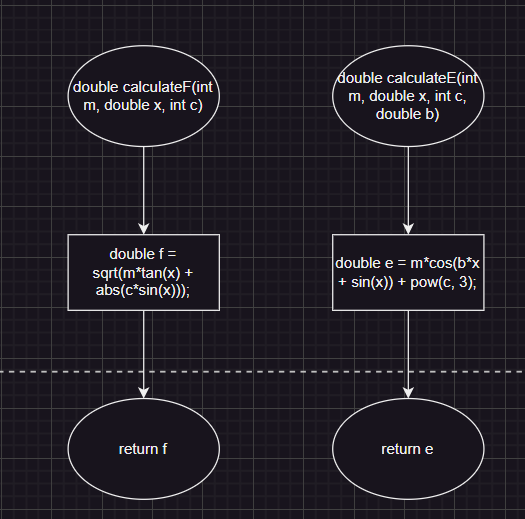 double calculateF(int
m, double x, int c)
double f =
sqrt(m*tan(x) +
abs(c*sin(x)));
return f
double calculateE(int
m, double x, int c,
double b)
double e = m*cos(b*x
+ sin(x)) + pow(c, 3);
return e